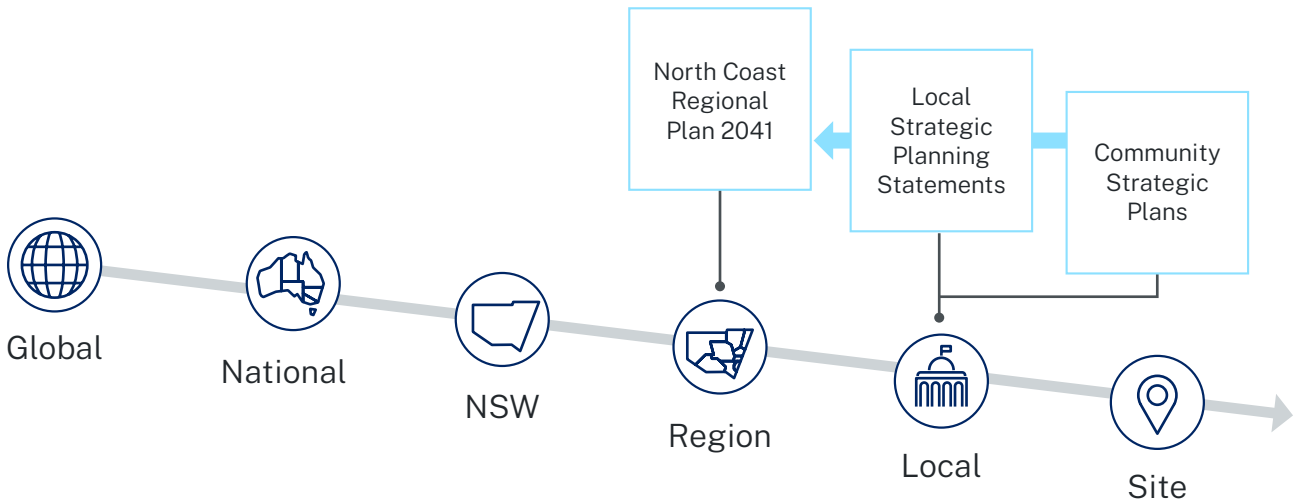 North Coast
Regional
Plan 2041
Local
Strategic
Planning
Statements
Community
Strategic
Plans
Global
National
NSW
Region
Local
Site